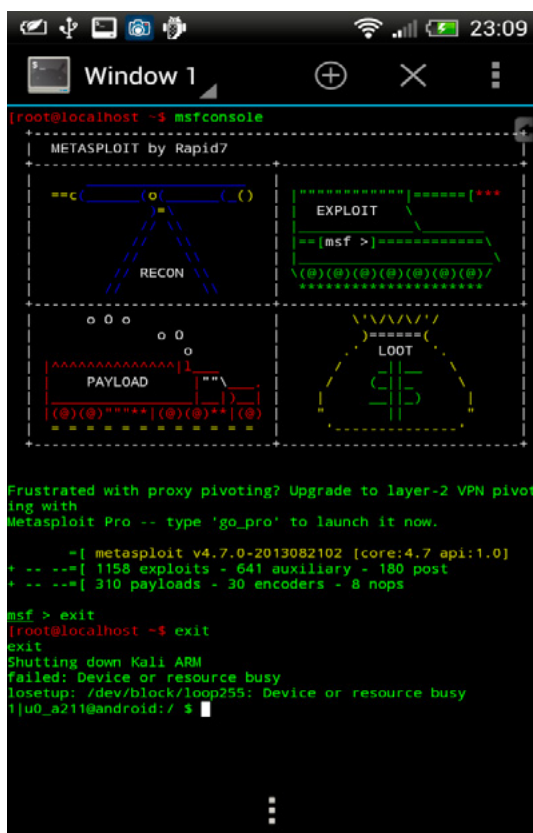 23:09
Window 1
[root@localhost ~$ msfconsole
METASPLOIT by Rapid7
==c(______(o(______(_()
)=\
// \\
// \\
// RECON \\
// \\
|""""""""""""|======[***
EXPLOIT \
==[msf >]============\
\(@)(@)(@)(@)(@)(@)(@)/
*********************
o O o
o O
o
|^^^^^^^^^^^^^^|l___
PAYLOAD |""\___.
|(@)(@)"""**|(@)(@)**|(@)
= = = = = = = = = = = =
\'\/\/\/'/
)======(
.' LOOT '.
Frustrated with proxy pivoting? Upgrade to layer-2 VPN pivot
ing with
Metasploit Pro -- type 'go_pro' to launch it now.
=[ metasploit v4.7.0-2013082102 [core:4.7 api:1.0]
+ -- --=[ 1158 exploits - 641 auxiliary - 180 post
+ -- --=[ 310 payloads - 30 encoders - 8 nops
msf > exit
[root@localhost ~$ exit
exit
Shutting down Kali ARM
failed: Device or resource busy
losetup: /dev/block/loop255: Device or resource busy
1|u0_a211@android:/ $